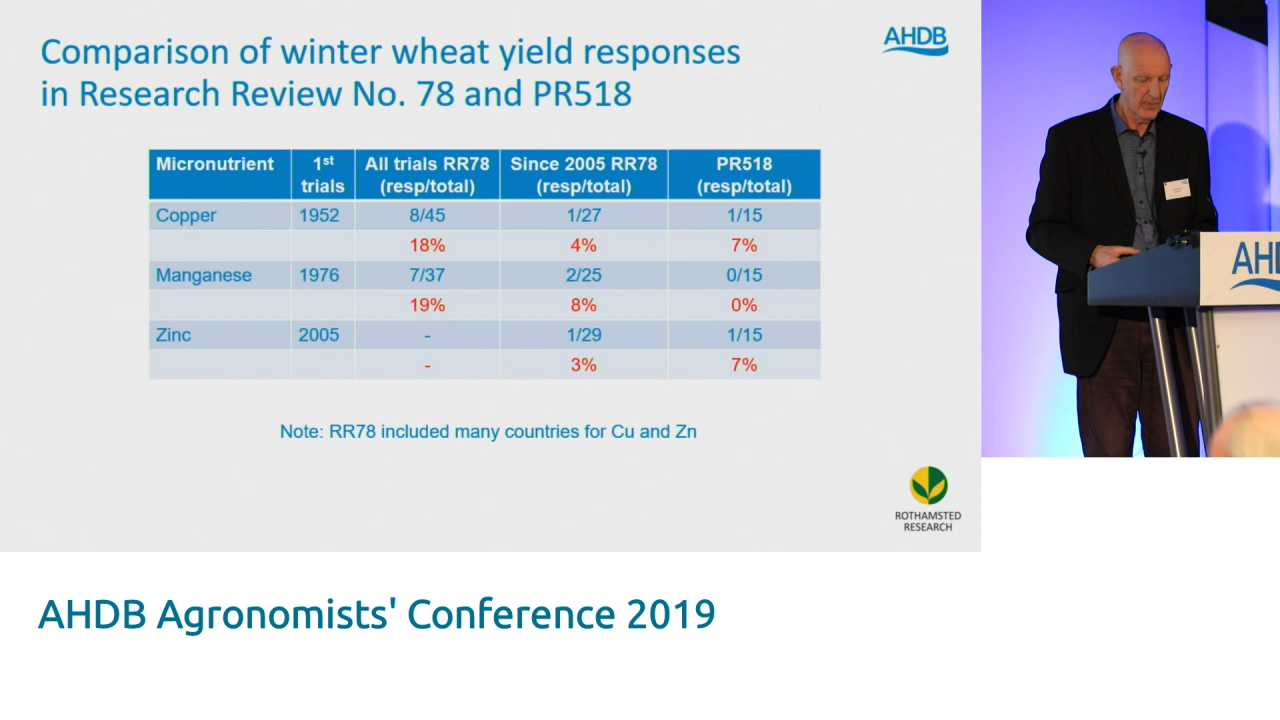 Comparison of winter wheat yield responses
in Research Review No. 78 and PR518
AHDB
Micronutrient 1st trials All trials RR78 (resp/total) Since 2005 RR78 (resp/total) PR518 (resp/total)
Copper 1952 8/45 1/27 1/15
18% 4% 7%
Manganese 1976 7/37 2/25 0/15
19% 8% 0%
Zinc 2005 - 1/29 1/15
- 3% 7%
Note: RR78 included many countries for Cu and Zn
ROTHAMSTED
RESEARCH
AHDB Agronomists' Conference 2019